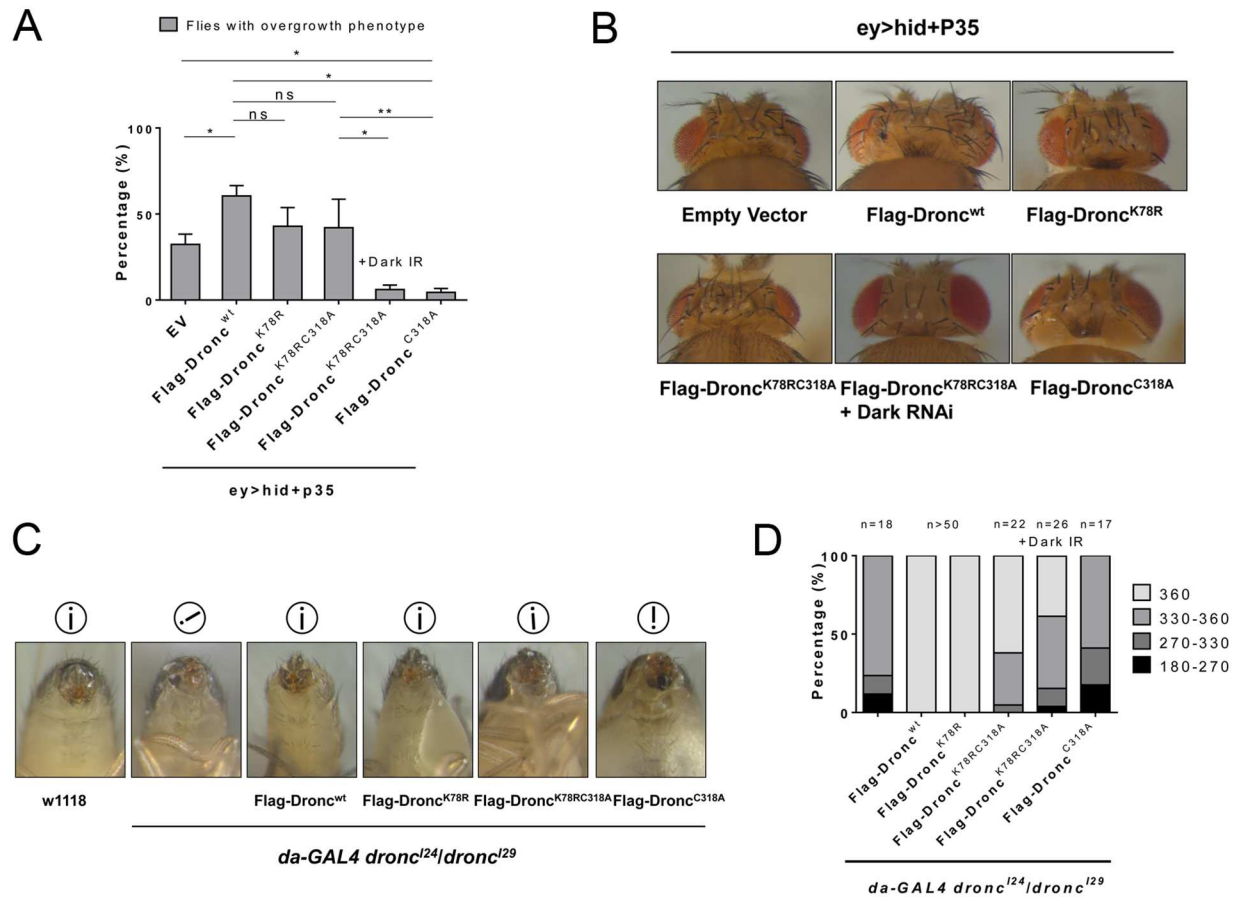 A
Flies with overgrowth phenotype
*
*
ns
**
ns
*
*
Percentage (%)
100
50
0
+Dark IR
EV
Flag-Dronc^wt
Flag-Dronc^K78R
Flag-Dronc^K78RC318A
Flag-Dronc^K78RC318A
Flag-Dronc^C318A
ey>hid+p35
B
ey>hid+P35
Empty Vector
Flag-Dronc^wt
Flag-Dronc^K78R
Flag-Dronc^K78RC318A
Flag-Dronc^K78RC318A
+ Dark RNAi
Flag-Dronc^C318A
C
w1118
Flag-Dronc^wt
Flag-Dronc^K78R
Flag-Dronc^K78RC318A
Flag-Dronc^C318A
da-GAL4 dronc^I24/dronc^I29
D
n=18 n>50 n=22 n=26 n=17
+Dark IR
Percentage (%)
100
50
0
360
330-360
270-330
180-270
Flag-Dronc^wt
Flag-Dronc^K78R
Flag-Dronc^K78RC318A
Flag-Dronc^K78RC318A
Flag-Dronc^C318A
da-GAL4 dronc^I24/dronc^I29